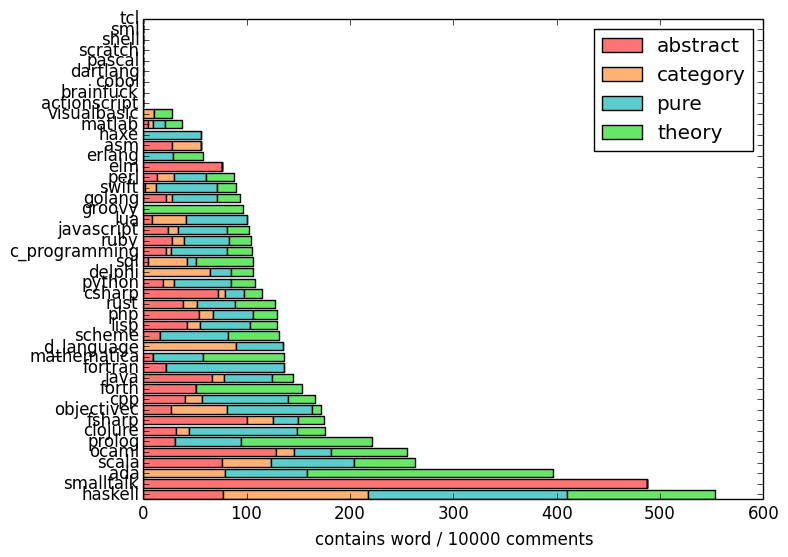 tcl
sml
shell
scratch
pascal
dartlang
cobol
brainfuck
actionscript
visualbasic
matlab
haxe
asm
erlang
elm
perl
swift
golang
groovy
lua
javascript
ruby
c_programming
sql
delphi
python
csharp
rust
php
lisp
scheme
d_language
mathematica
fortran
java
forth
cpp
objectivec
fsharp
clojure
prolog
ocaml
scala
ada
smalltalk
haskell
abstract
category
pure
theory
0 100 200 300 400 500 600
contains word / 10000 comments